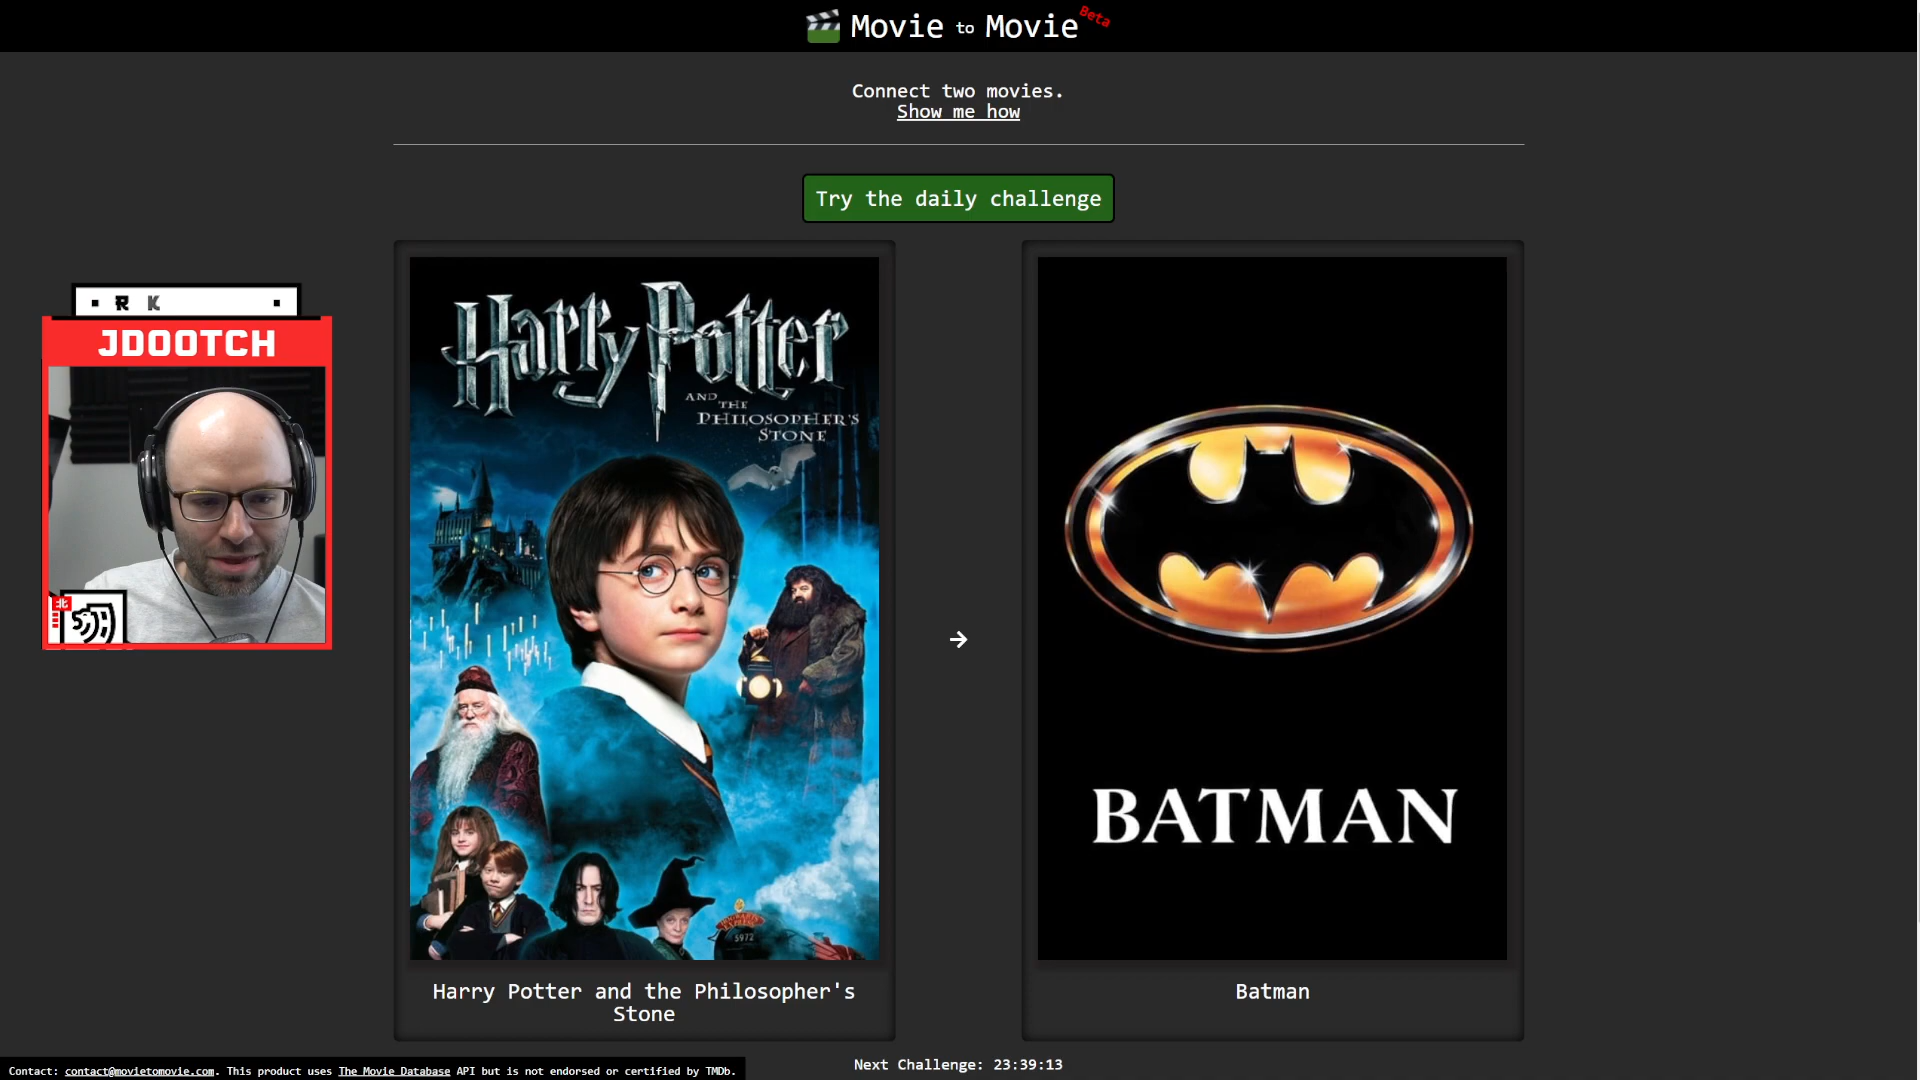 Movie to Movie Beta
Connect two movies.
Show me how
Try the daily challenge
R K
JDOOTCH
北
Harry Potter
AND THE
PHILOSOPHER'S
STONE
5972
BATMAN
Harry Potter and the Philosopher's
Stone
Batman
Next Challenge: 23:39:13
Contact: contact@movietomovie.com. This product uses The Movie Database API but is not endorsed or certified by TMDb.